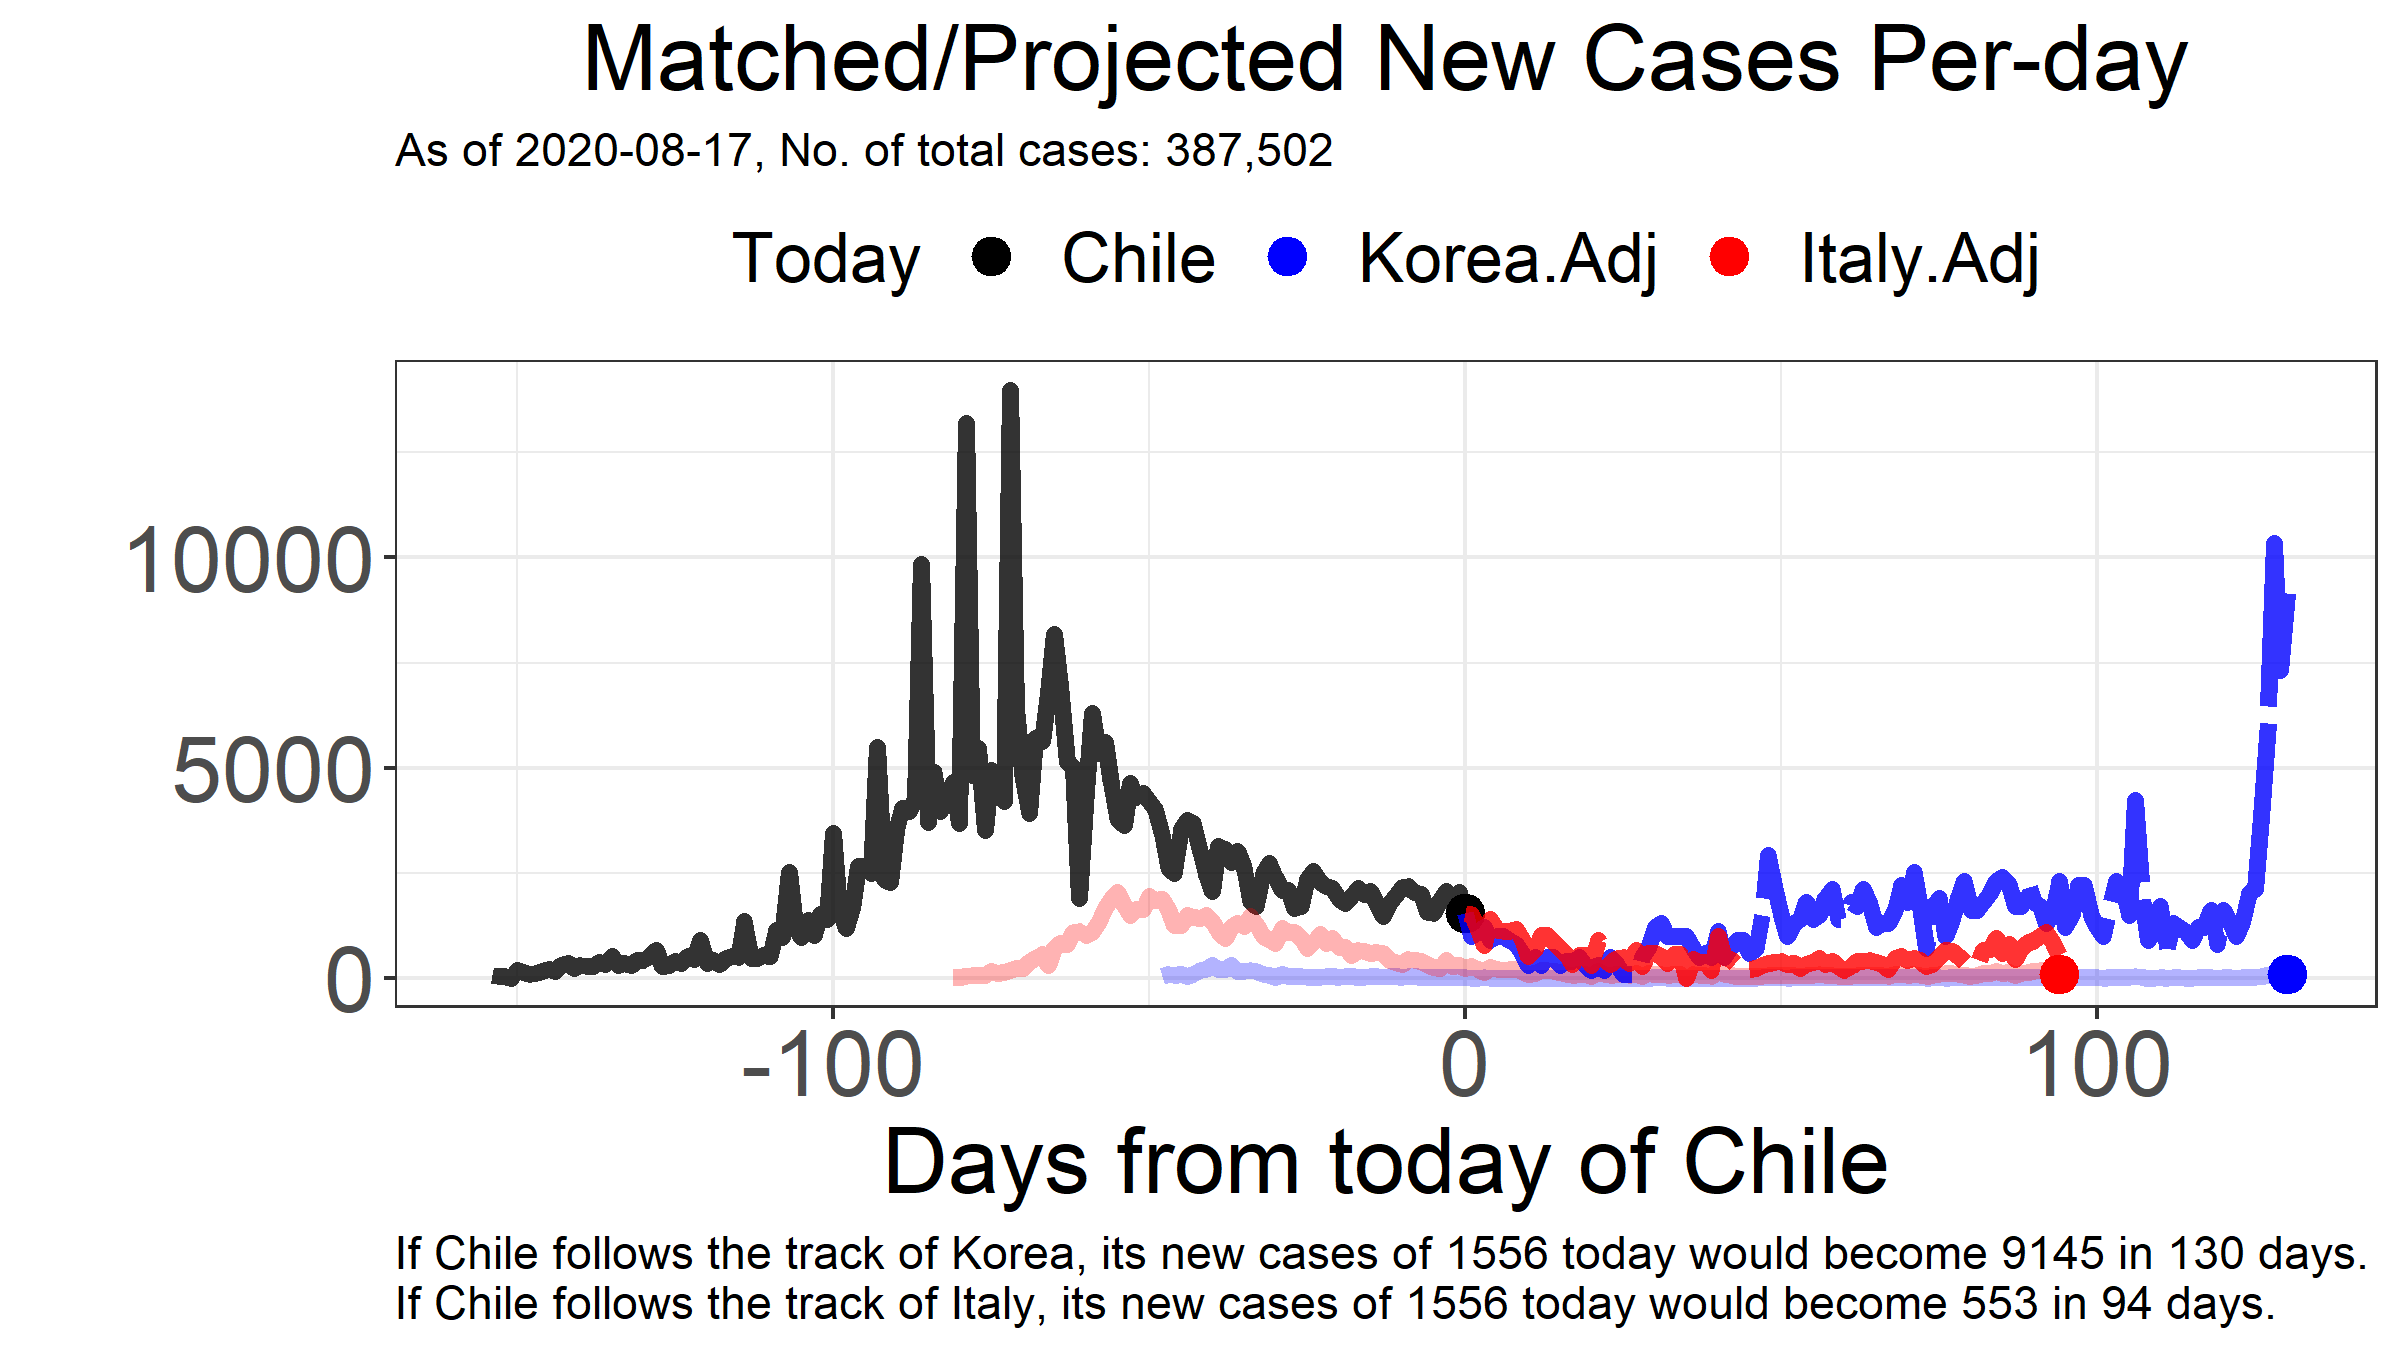 Matched/Projected New Cases Per-day
As of 2020-08-17, No. of total cases: 387,502
Today Chile Korea.Adj Italy.Adj
10000
5000
0
-100 0 100
Days from today of Chile
If Chile follows the track of Korea, its new cases of 1556 today would become 9145 in 130 days.
If Chile follows the track of Italy, its new cases of 1556 today would become 553 in 94 days.